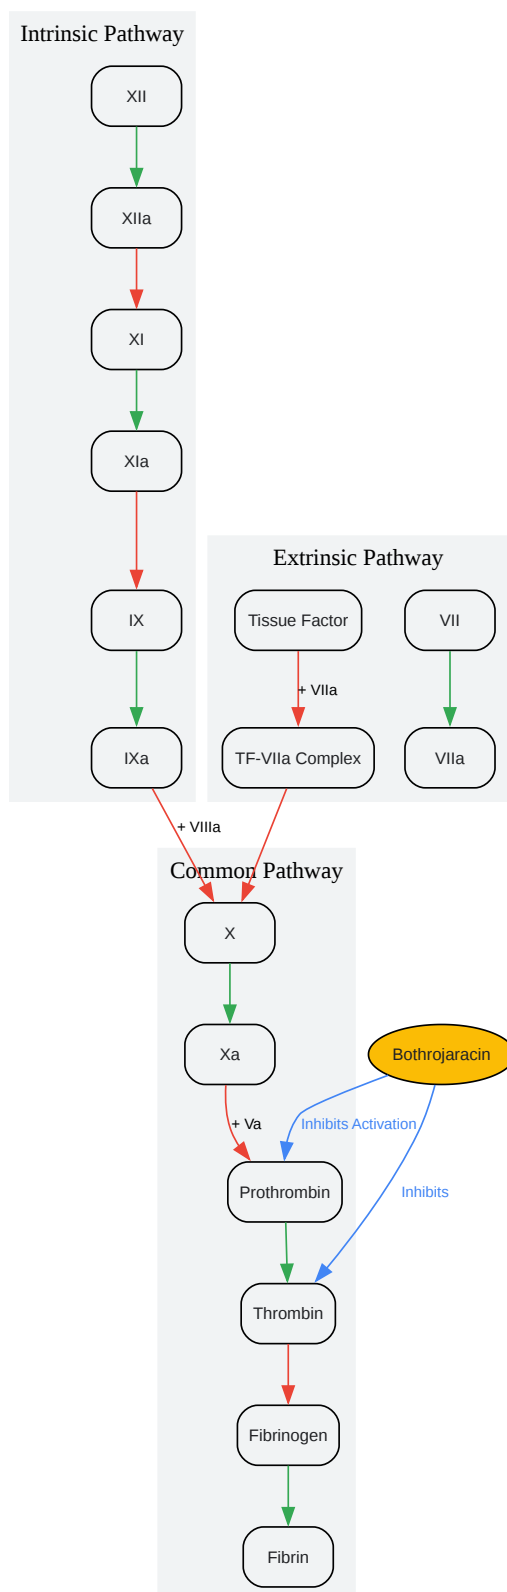 Intrinsic Pathway
XII
XIIa
XI
XIa
Extrinsic Pathway
IX
Tissue Factor
VII
+ VIIa
IXa
TF-VIIa Complex
VIIa
+ VIIIa
Common Pathway
X
Xa
Bothrojaracin
+ Va
Inhibits Activation
Prothrombin
Inhibits
Thrombin
Fibrinogen
Fibrin